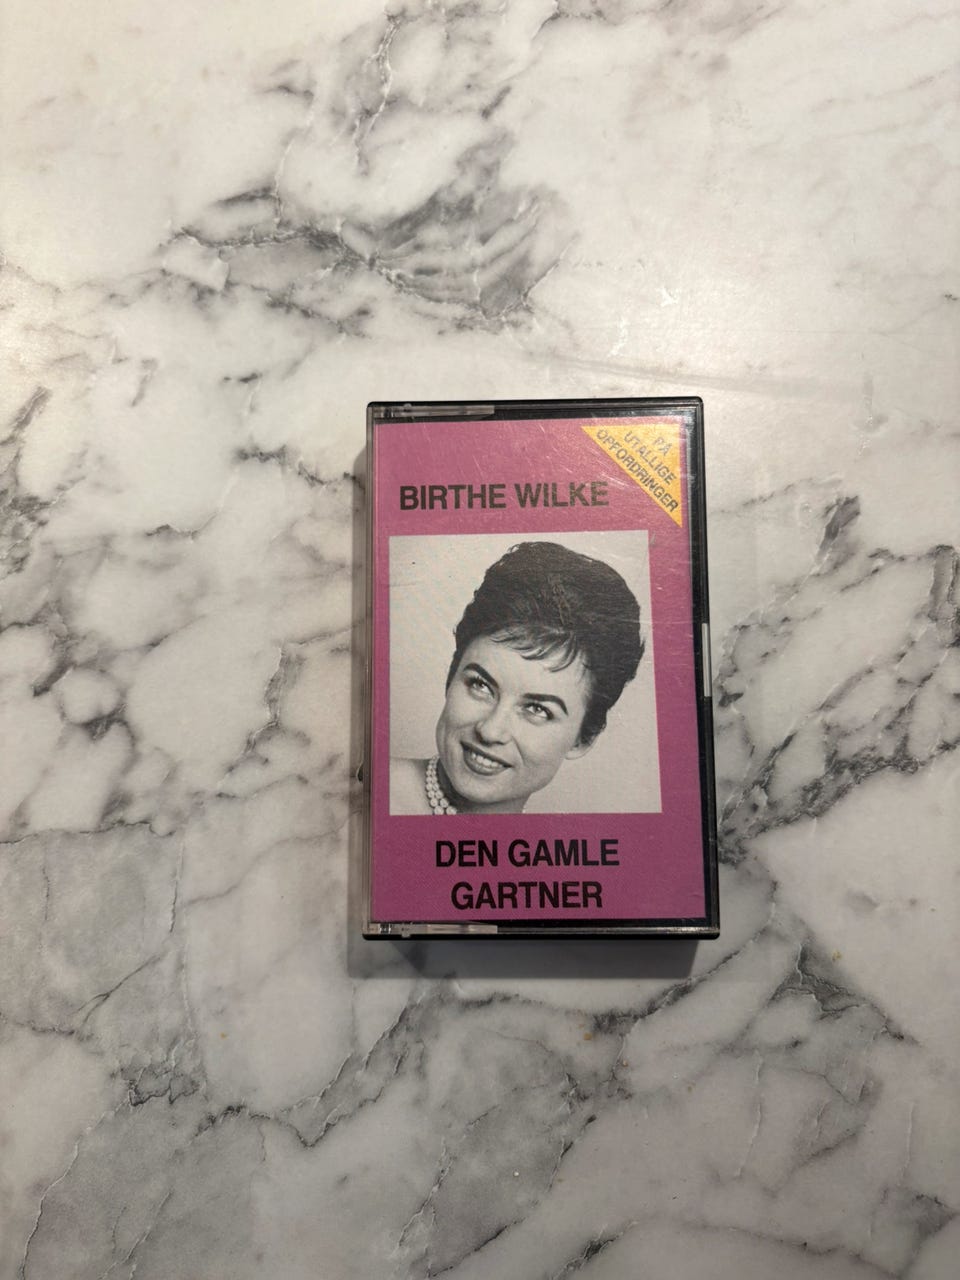 PÅ
UTALLIGE
OPFORDRINGER
BIRTHE WILKE
DEN GAMLE
GARTNER